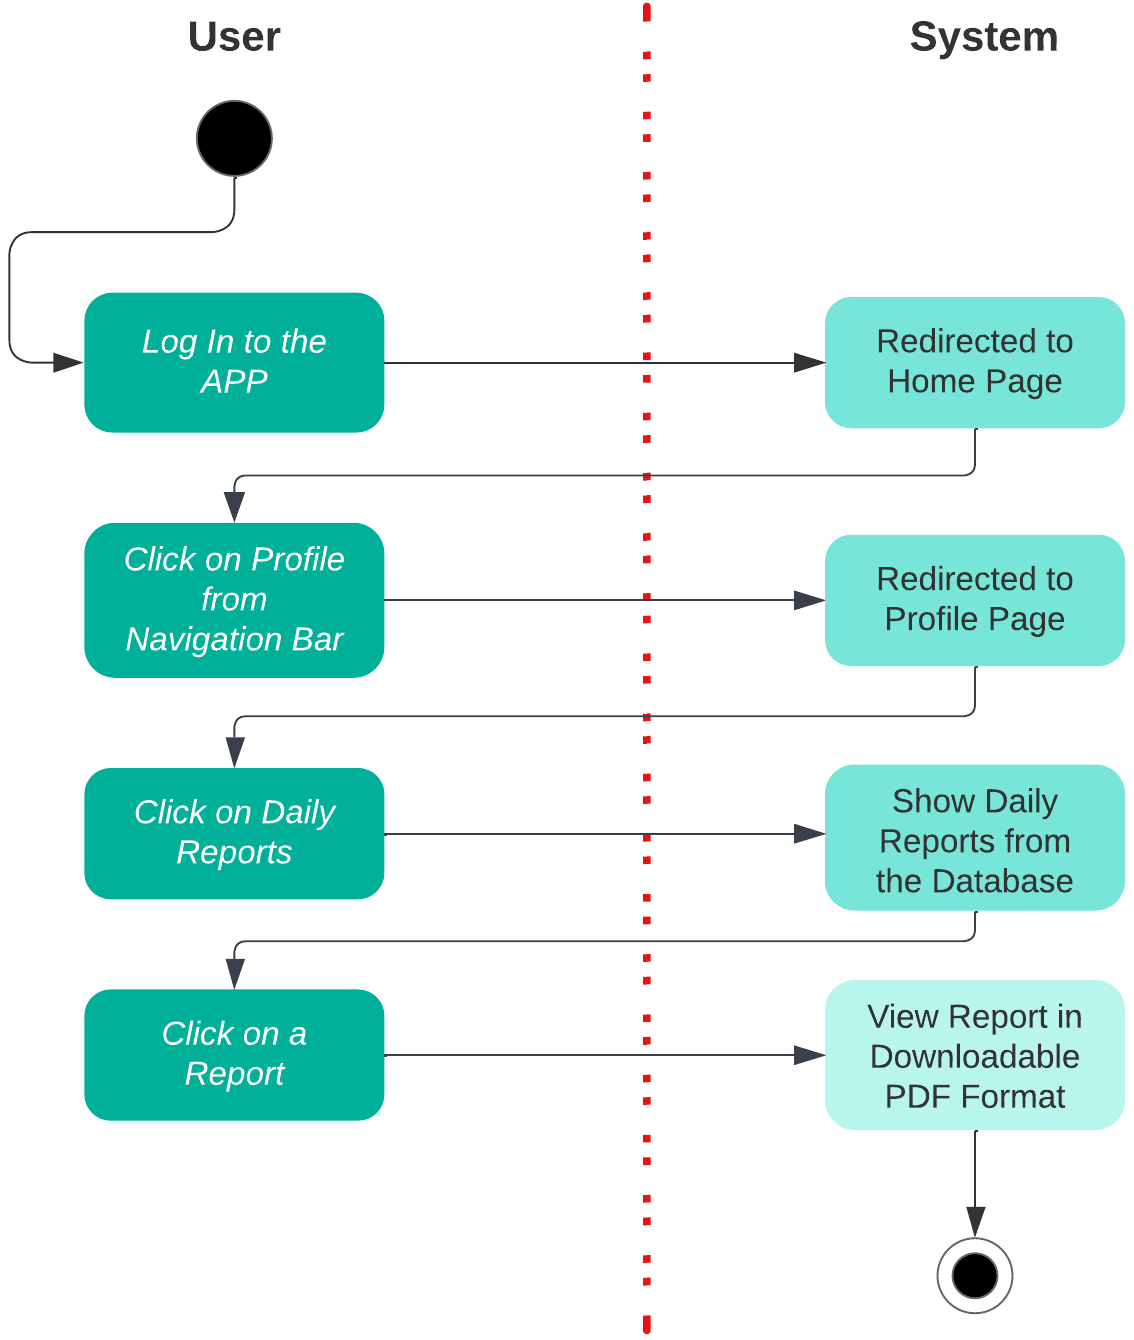 User
System
Log In to the
APP
Redirected to
Home Page
Click on Profile
from
Navigation Bar
Redirected to
Profile Page
Click on Daily
Reports
Show Daily
Reports from
the Database
Click on a
Report
View Report in
Downloadable
PDF Format